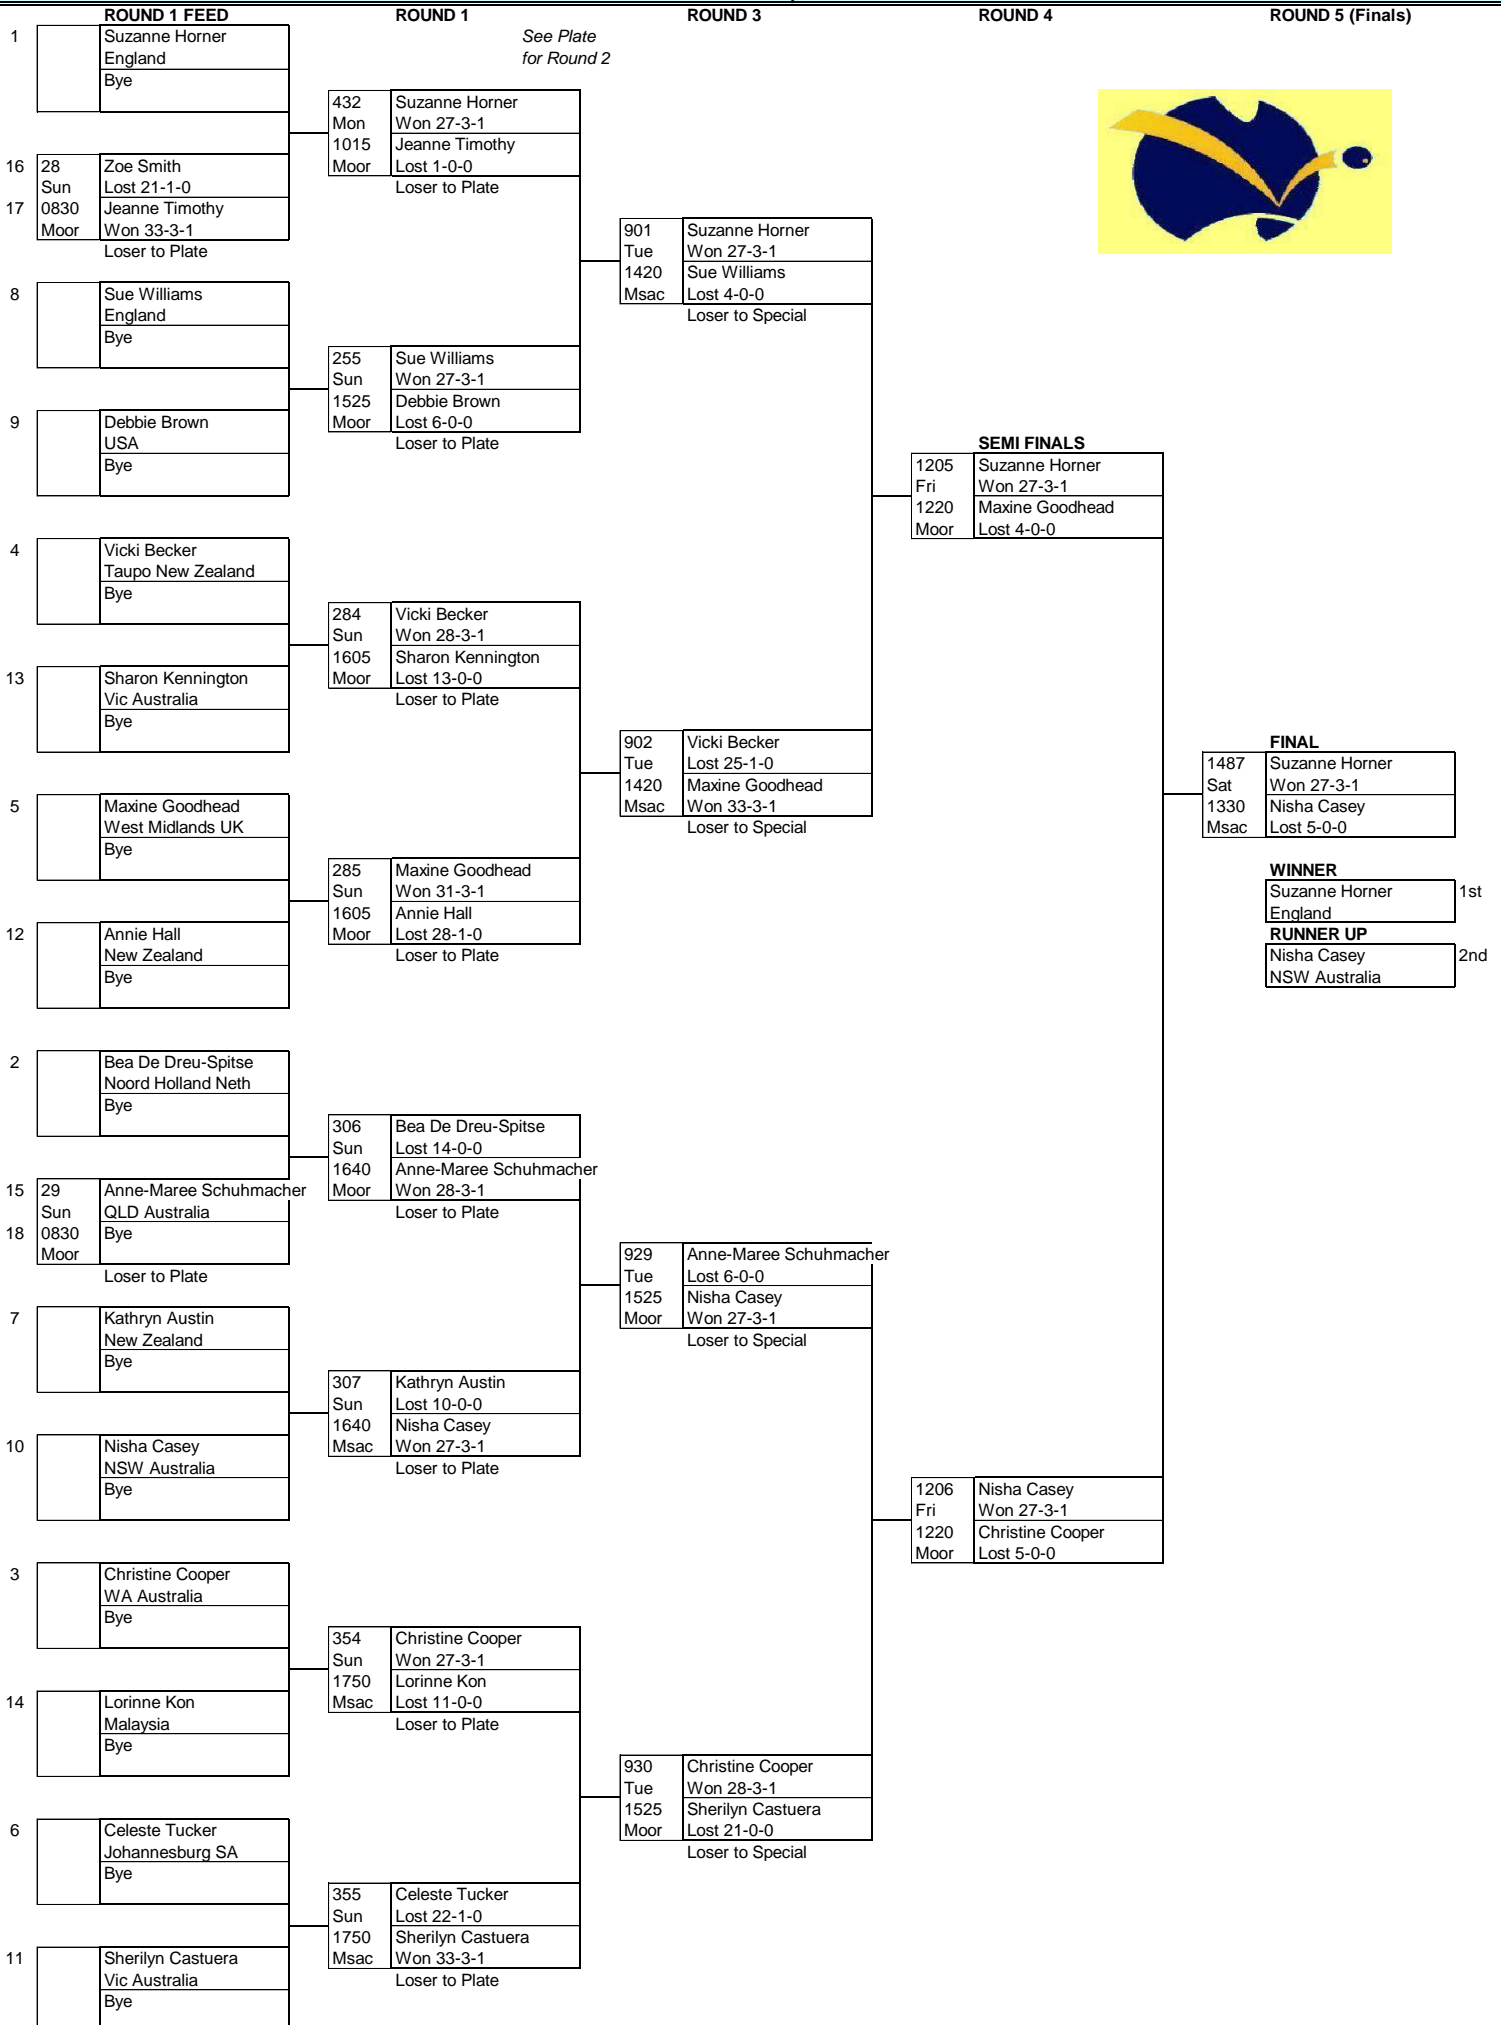 ROUND 1 FEED
ROUND 1
ROUND 3
ROUND 4
ROUND 5 (Finals)
See Plate
for Round 2
1
Suzanne Horner
England
Bye
16
28
Zoe Smith
Sun
Lost 21-1-0
17
0830
Jeanne Timothy
Moor
Won 33-3-1
Loser to Plate
8
Sue Williams
England
Bye
9
Debbie Brown
USA
Bye
4
Vicki Becker
Taupo New Zealand
Bye
13
Sharon Kennington
Vic Australia
Bye
5
Maxine Goodhead
West Midlands UK
Bye
12
Annie Hall
New Zealand
Bye
2
Bea De Dreu-Spitse
Noord Holland Neth
Bye
15
29
Anne-Maree Schuhmacher
Sun
QLD Australia
18
0830
Bye
Moor
Loser to Plate
7
Kathryn Austin
New Zealand
Bye
10
Nisha Casey
NSW Australia
Bye
3
Christine Cooper
WA Australia
Bye
14
Lorinne Kon
Malaysia
Bye
6
Celeste Tucker
Johannesburg SA
Bye
11
Sherilyn Castuera
Vic Australia
Bye
432
Suzanne Horner
Mon
Won 27-3-1
1015
Jeanne Timothy
Moor
Lost 1-0-0
Loser to Plate
255
Sue Williams
Sun
Won 27-3-1
1525
Debbie Brown
Moor
Lost 6-0-0
Loser to Plate
284
Vicki Becker
Sun
Won 28-3-1
1605
Sharon Kennington
Moor
Lost 13-0-0
Loser to Plate
285
Maxine Goodhead
Sun
Won 31-3-1
1605
Annie Hall
Moor
Lost 28-1-0
Loser to Plate
306
Bea De Dreu-Spitse
Sun
Lost 14-0-0
1640
Anne-Maree Schuhmacher
Moor
Won 28-3-1
Loser to Plate
307
Kathryn Austin
Sun
Lost 10-0-0
1640
Nisha Casey
Msac
Won 27-3-1
Loser to Plate
354
Christine Cooper
Sun
Won 27-3-1
1750
Lorinne Kon
Msac
Lost 11-0-0
Loser to Plate
355
Celeste Tucker
Sun
Lost 22-1-0
1750
Sherilyn Castuera
Msac
Won 33-3-1
Loser to Plate
901
Suzanne Horner
Tue
Won 27-3-1
1420
Sue Williams
Msac
Lost 4-0-0
Loser to Special
902
Vicki Becker
Tue
Lost 25-1-0
1420
Maxine Goodhead
Msac
Won 33-3-1
Loser to Special
929
Anne-Maree Schuhmacher
Tue
Lost 6-0-0
1525
Nisha Casey
Moor
Won 27-3-1
Loser to Special
930
Christine Cooper
Tue
Won 28-3-1
1525
Sherilyn Castuera
Moor
Lost 21-0-0
Loser to Special
SEMI FINALS
1205
Suzanne Horner
Fri
Won 27-3-1
1220
Maxine Goodhead
Moor
Lost 4-0-0
1206
Nisha Casey
Fri
Won 27-3-1
1220
Christine Cooper
Moor
Lost 5-0-0
FINAL
1487
Suzanne Horner
Sat
Won 27-3-1
1330
Nisha Casey
Msac
Lost 5-0-0
WINNER
Suzanne Horner
1st
England
RUNNER UP
Nisha Casey
2nd
NSW Australia